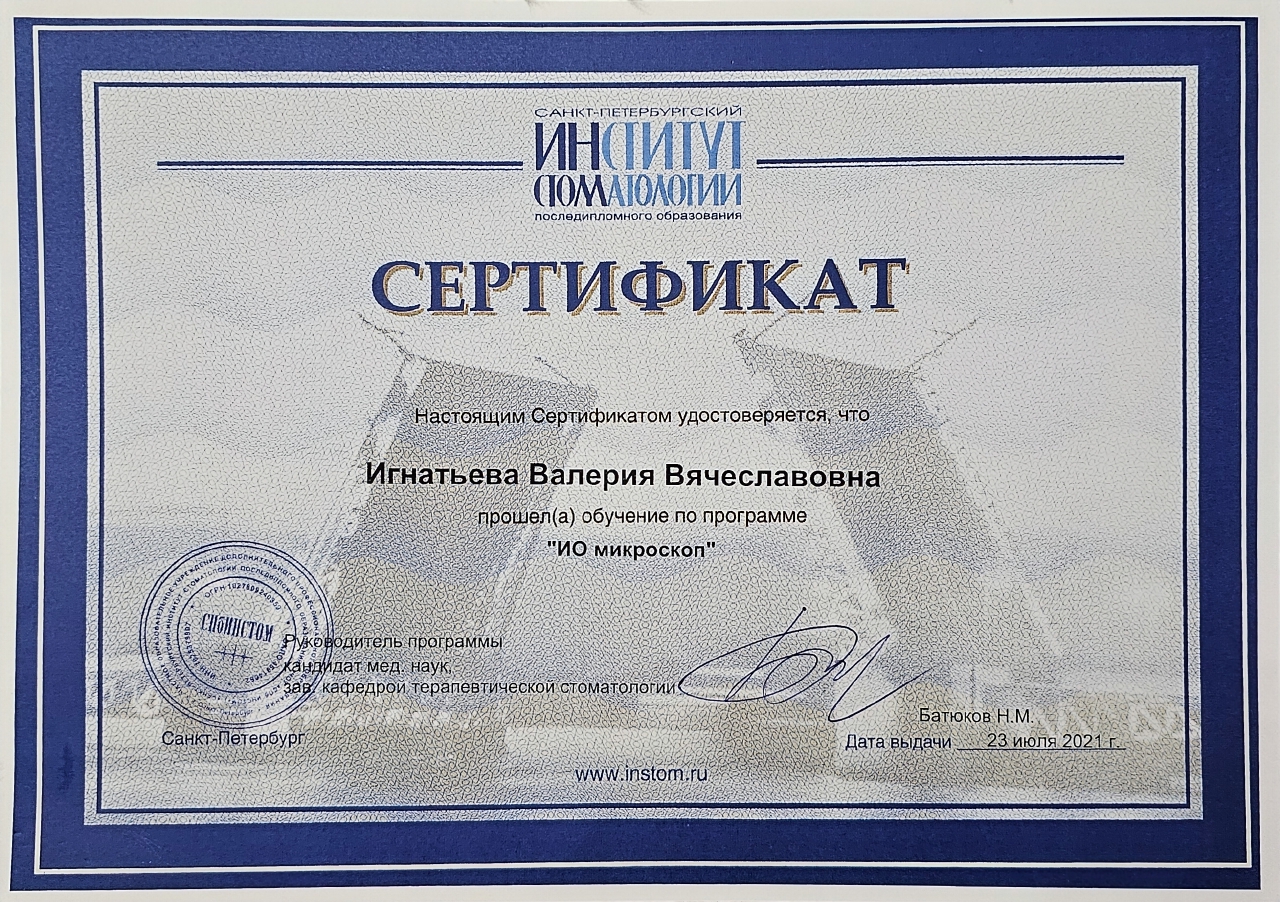 САНКТ-ПЕТЕРБУРГСКИЙ
ИНСТИТУТ
СТОМАТОЛОГИИ
последипломного образования
СЕРТИФИКАТ
Настоящим Сертификатом удостоверяется, что
Игнатьева Валерия Вячеславовна
прошел(а) обучение по программе
"ИО микроскоп"
СПбИНСТОМ
Руководитель программы
кандидат мед. наук,
зав. кафедрой терапевтической стоматологии
Батюков Н.М.
Санкт-Петербург
Дата выдачи 23 июля 2021 г.
www.instom.ru